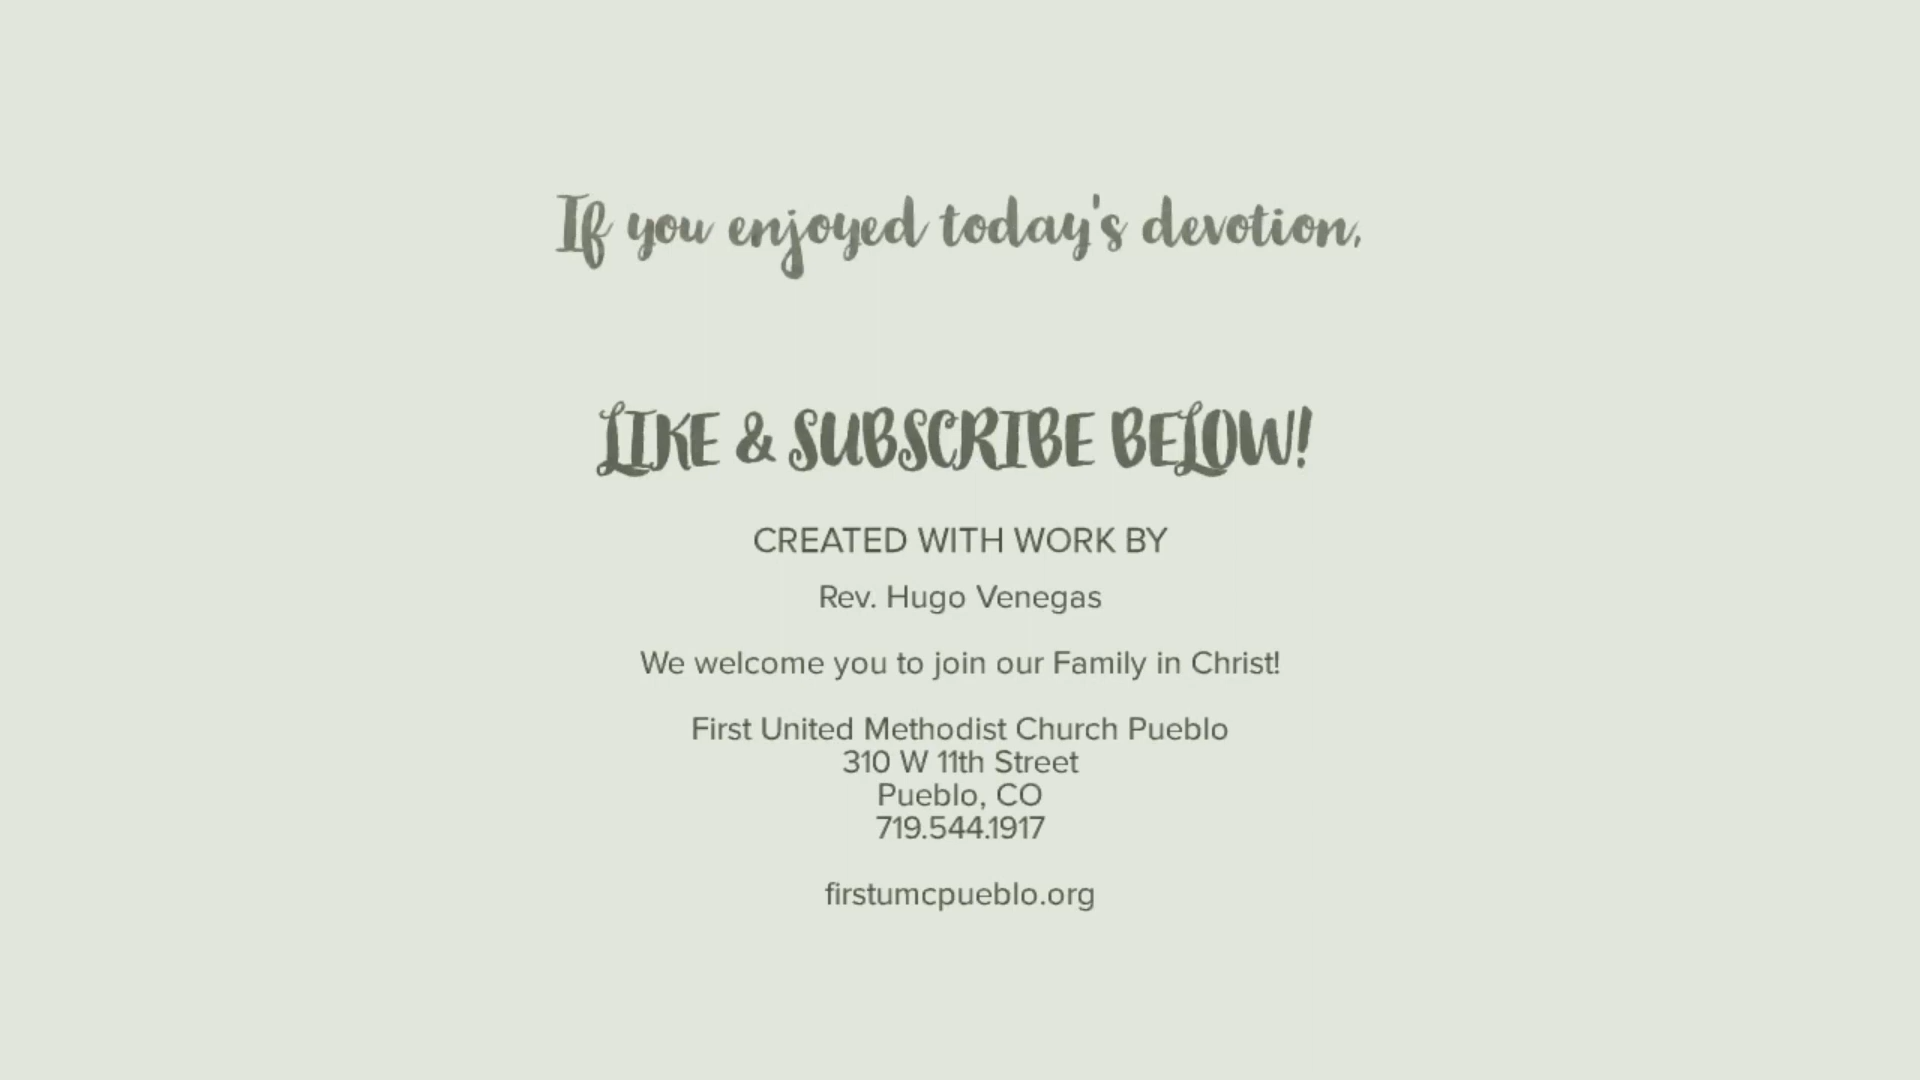 If you enjoyed today's devotion,
LIKE & SUBSCRIBE BELOW!
CREATED WITH WORK BY
Rev. Hugo Venegas
We welcome you to join our Family in Christ!
First United Methodist Church Pueblo
310 W 11th Street
Pueblo, CO
719.544.1917
firstumcpueblo.org